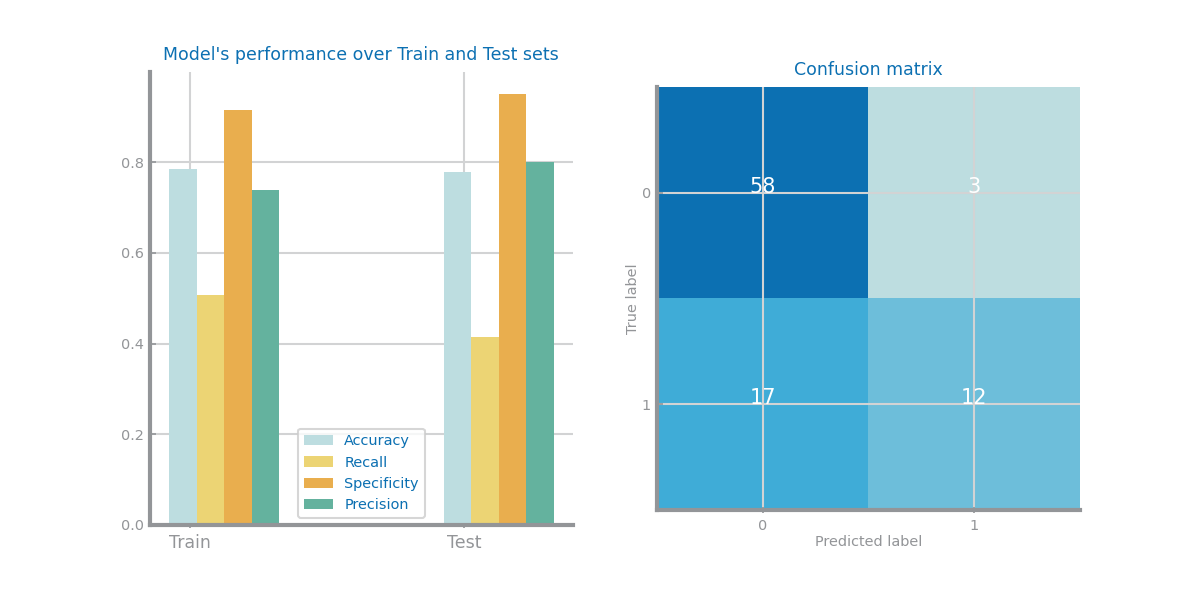 Model's performance over Train and Test sets
0.8
0.6
0.4
0.2
0.0
Train
Test
Accuracy
Recall
Specificity
Precision
Confusion matrix
True label
0
1
58
3
17
12
0
1
Predicted label